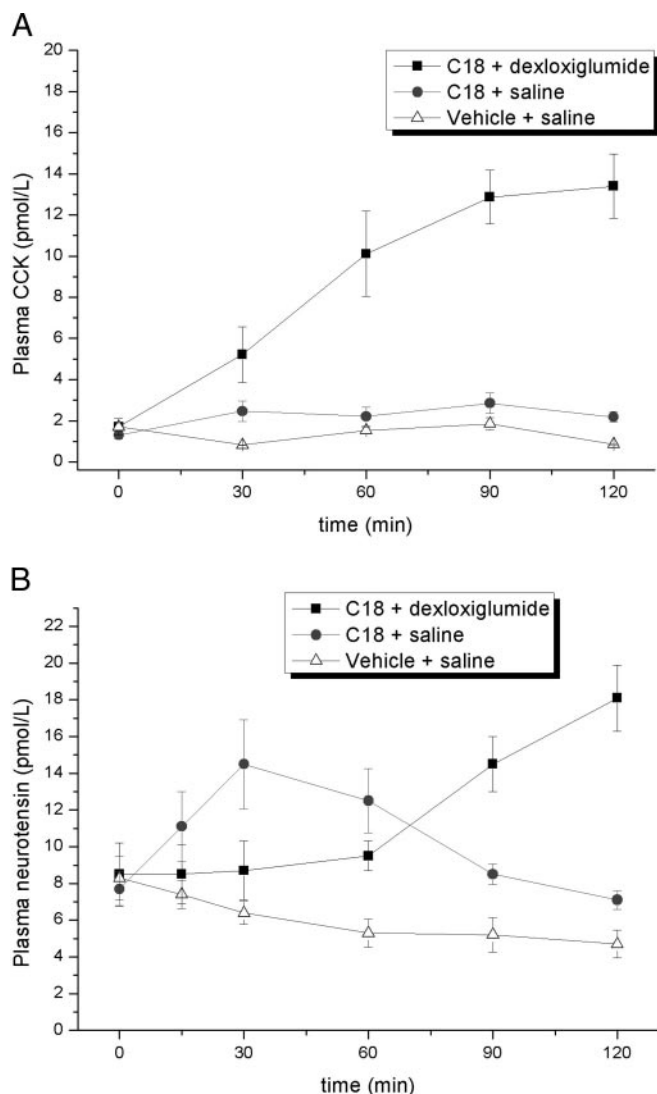 A
20
18
16
14
12
10
8
6
4
2
0
Plasma CCK (pmol/L)
C18 + dexloxiglumide
C18 + saline
Vehicle + saline
0 30 60 90 120
time (min)
B
22
20
18
16
14
12
10
8
6
4
2
0
Plasma neurotensin (pmol/L)
C18 + dexloxiglumide
C18 + saline
Vehicle + saline
0 30 60 90 120
time (min)